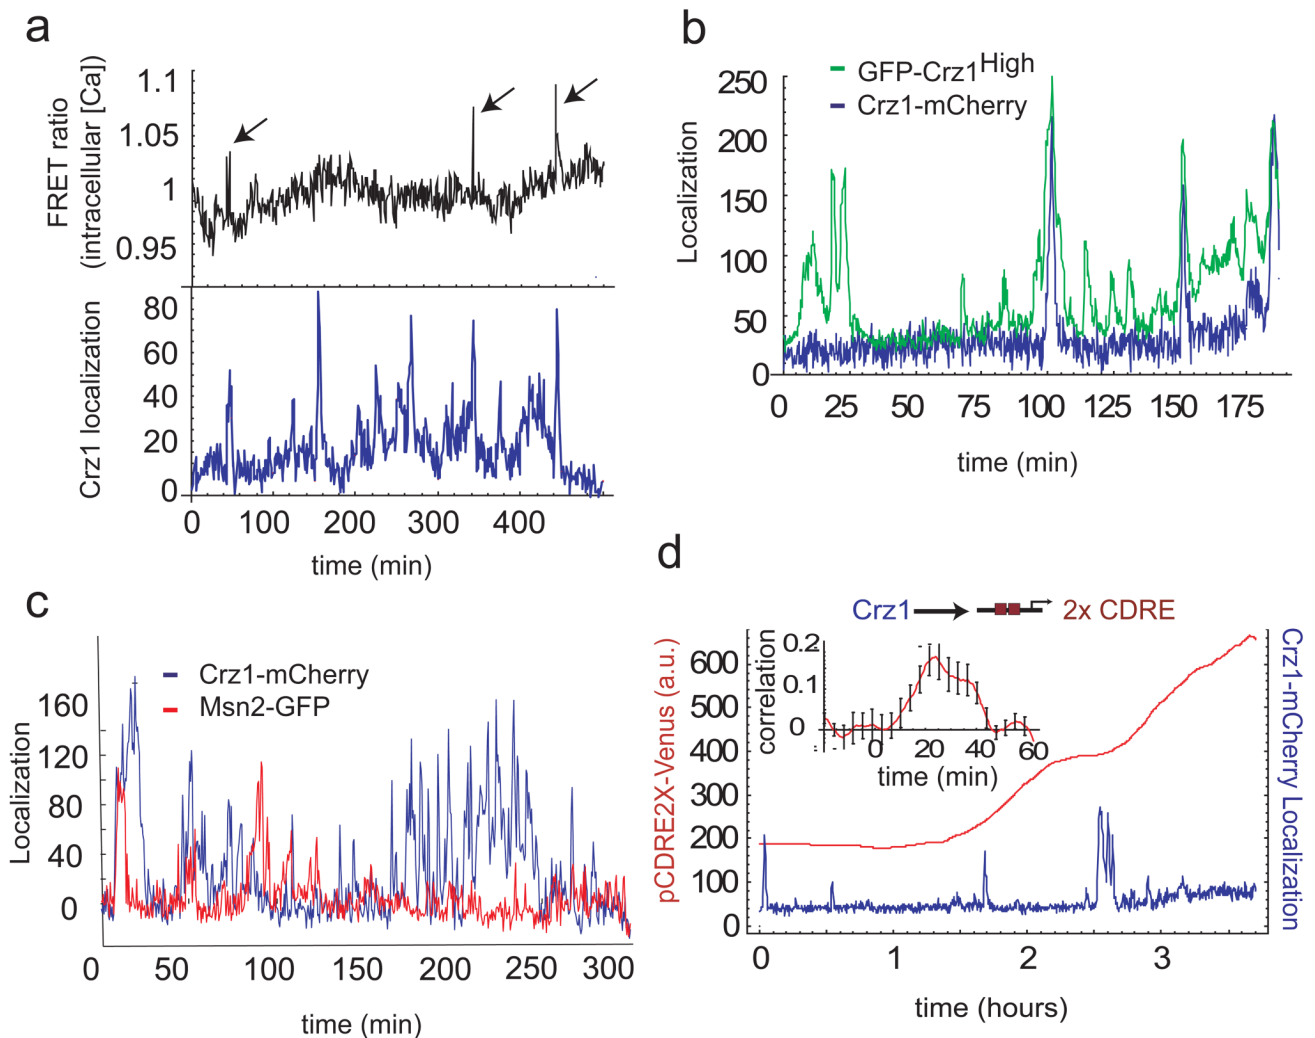 a
FRET ratio
(intracellular [Ca])
1.1
1.05
1
0.95
Crz1 localization
80
60
40
20
0
0 100 200 300 400
time (min)
b
GFP-Crz1High
Crz1-mCherry
Localization
250
200
150
100
50
0
0 25 50 75 100 125 150 175
time (min)
c
Crz1-mCherry
Msn2-GFP
Localization
160
120
80
40
0
0 50 100 150 200 250 300
time (min)
d
Crz1 2x CDRE
pCDRE2X-Venus (a.u.)
600
500
400
300
200
100
0
correlation
0.2
0.1
0
0 20 40 60
time (min)
Crz1-mCherry Localization
0 1 2 3
time (hours)